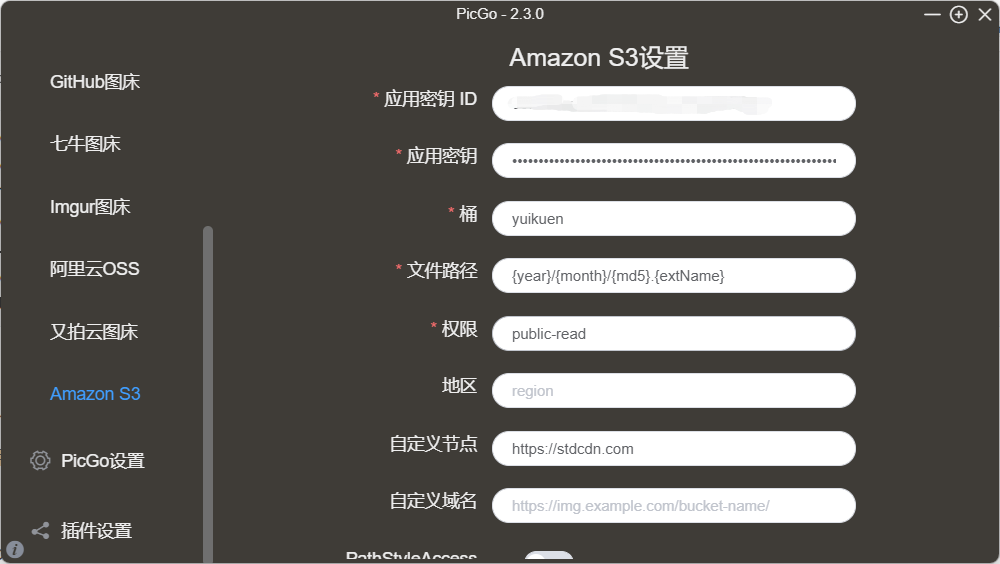 PicGo - 2.3.0
GitHub图床
七牛图床
Imgur图床
阿里云OSS
又拍云图床
Amazon S3
PicGo设置
插件设置
Amazon S3设置
* 应用密钥 ID
* 应用密钥
••••••••••••••••••••••••••••••••••••••••••••••••••••••••••••••••
* 桶
yuikuen
* 文件路径
{year}/{month}/{md5}.{extName}
* 权限
public-read
地区
region
自定义节点
https://stdcdn.com
自定义域名
https://img.example.com/bucket-name/
PathStyleAccess